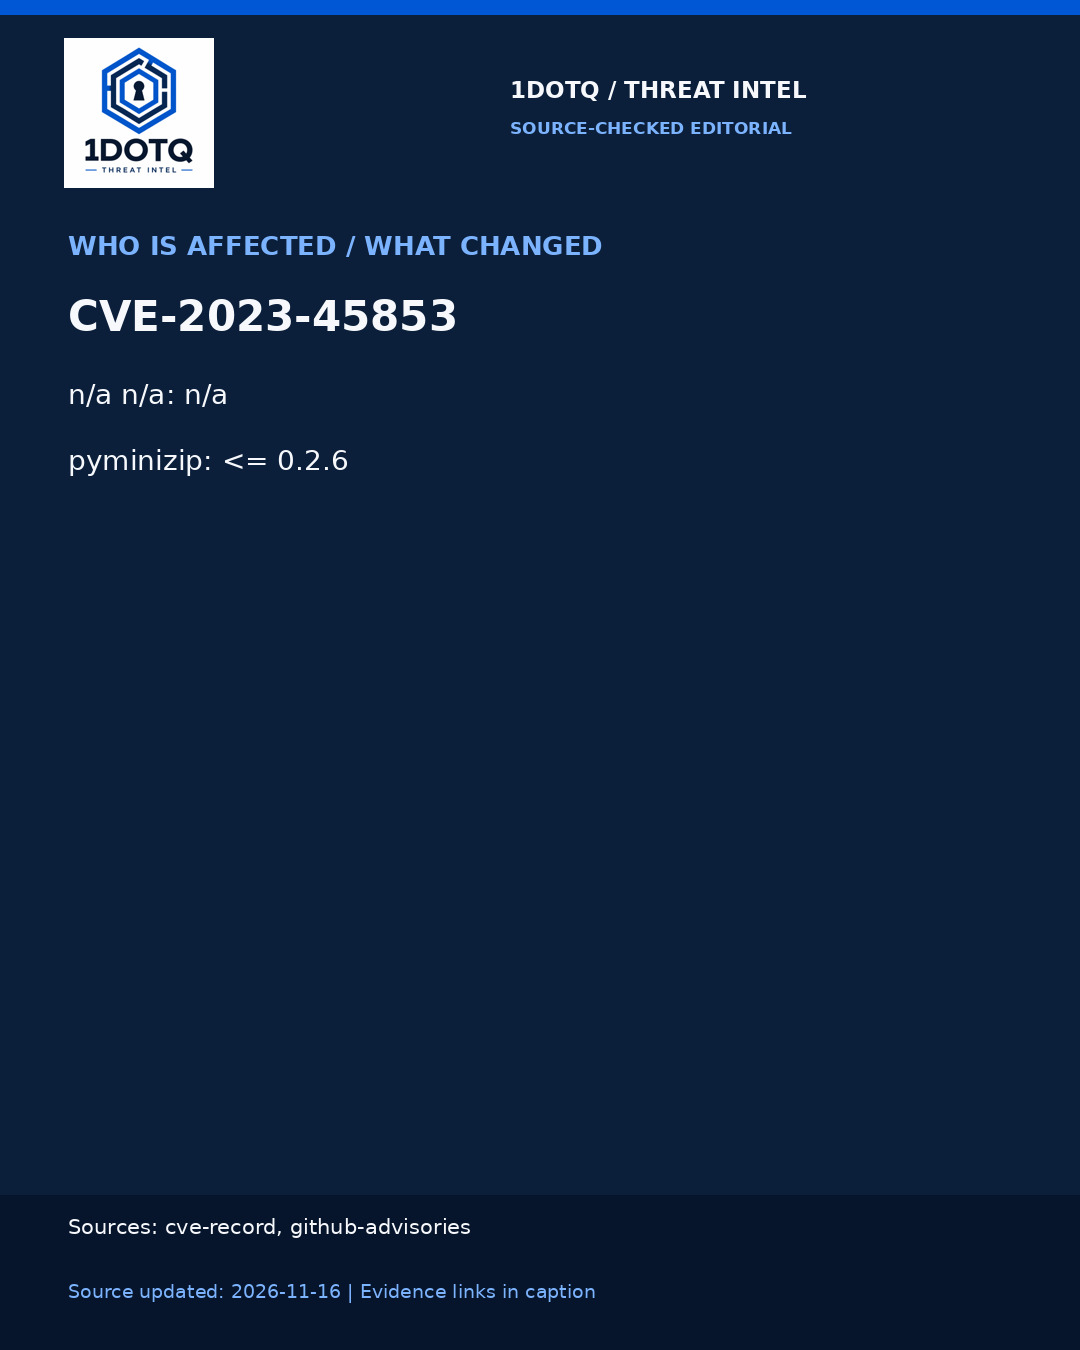 1DOTQ
THREAT INTEL
1DOTQ / THREAT INTEL
SOURCE-CHECKED EDITORIAL
WHO IS AFFECTED / WHAT CHANGED
CVE-2023-45853
n/a n/a: n/a
pyminizip: <= 0.2.6
Sources: cve-record, github-advisories
Source updated: 2026-11-16 | Evidence links in caption